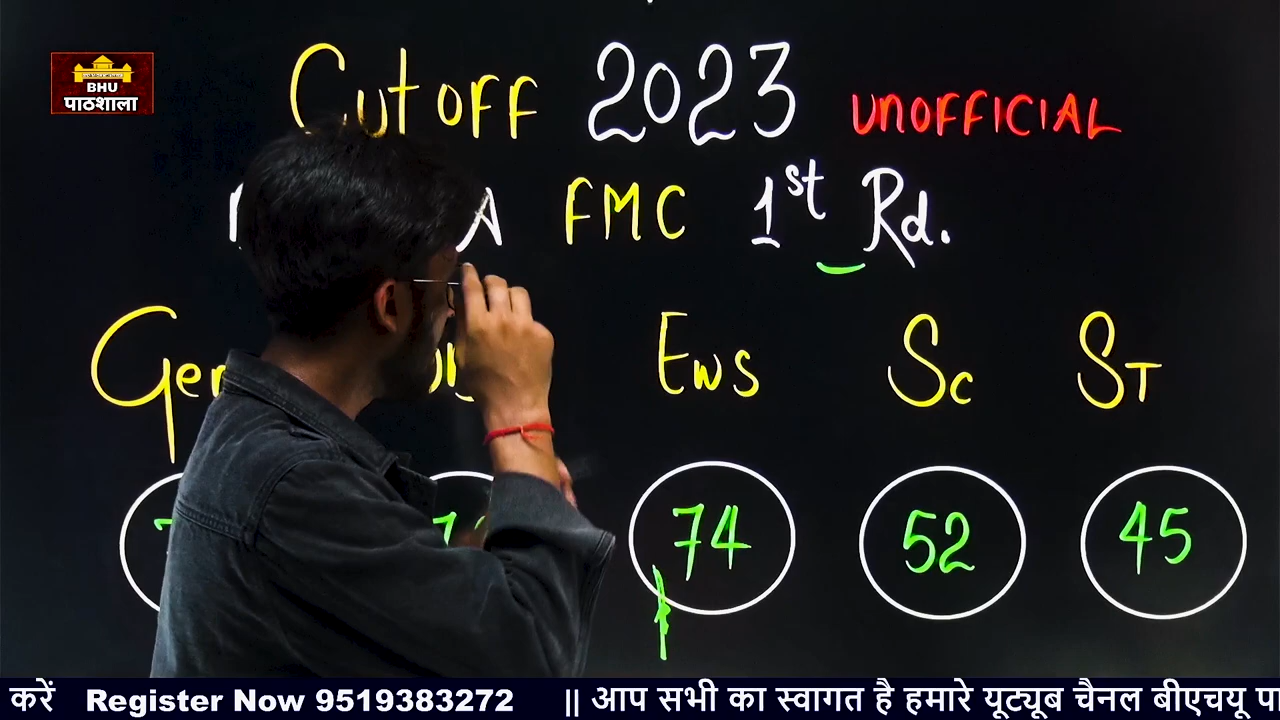 BHU
पाठशाला
Cutoff 2023 UNOFFICIAL
FMC 1st Rd.
Ews Sc ST
74 52 45
करें Register Now 9519383272 || आप सभी का स्वागत है हमारे यूट्यूब चैनल बीएचयू